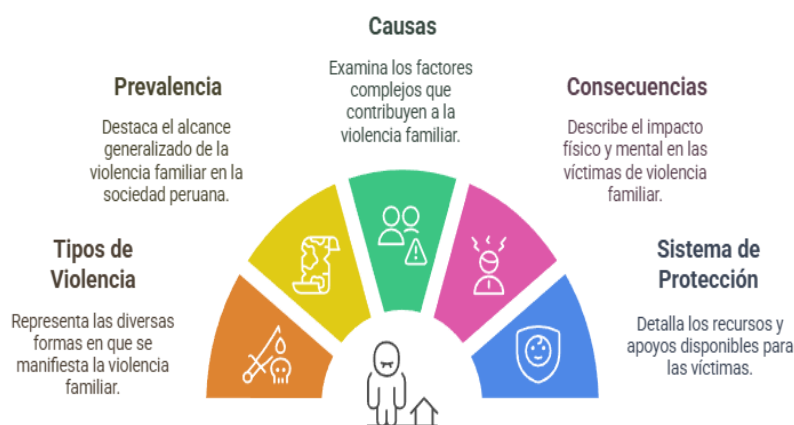 Causas
Examina los factores
complejos que
contribuyen a la
violencia familiar.
Prevalencia
Destaca el alcance
generalizado de la
violencia familiar en la
sociedad peruana.
Consecuencias
Describe el impacto
físico y mental en las
víctimas de violencia
familiar.
Tipos de
Violencia
Representa las diversas
formas en que se
manifiesta la violencia
familiar.
Sistema de
Protección
Detalla los recursos y
apoyos disponibles para
las víctimas.